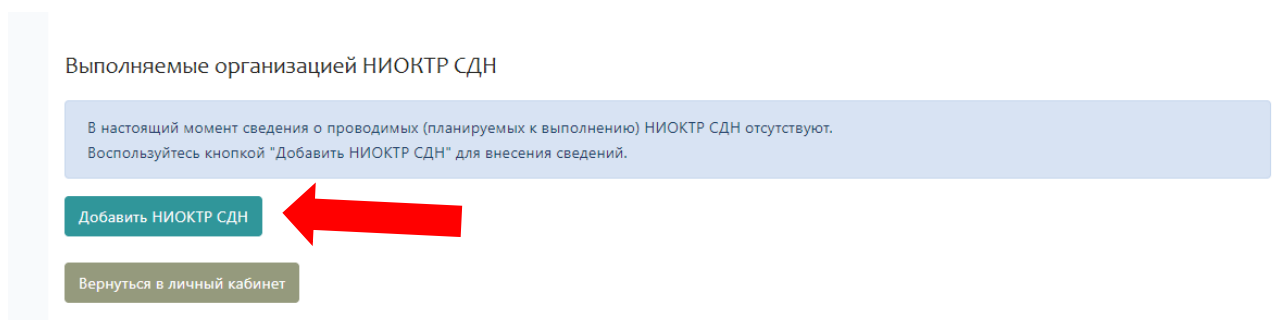 Выполняемые организацией НИОКТР СДН
В настоящий момент сведения о проводимых (планируемых к выполнению) НИОКТР СДН отсутствуют.
Воспользуйтесь кнопкой "Добавить НИОКТР СДН" для внесения сведений.
Добавить НИОКТР СДН
Вернуться в личный кабинет